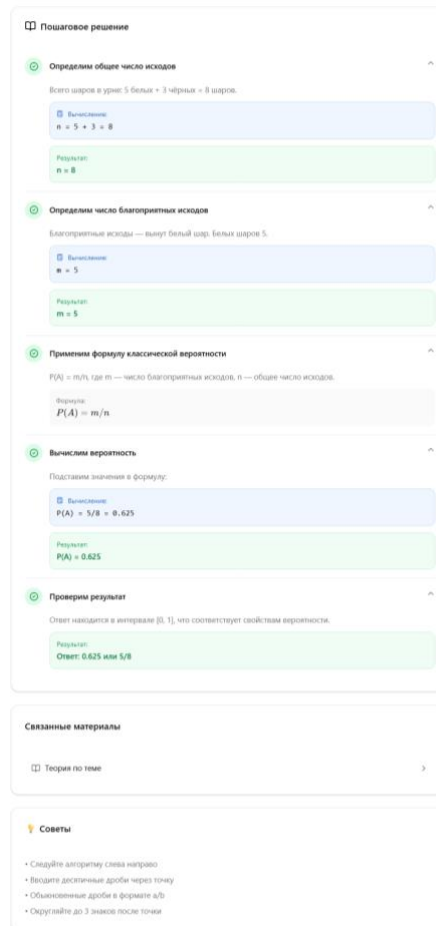 Пошаговое решение
Определим общее число исходов
Всего шаров в урне: 5 белых + 3 чёрных = 8 шаров.
Вычисление:
n = 5 + 3 = 8
Результат:
n = 8
Определим число благоприятных исходов
Благоприятные исходы — вынут белый шар. Белых шаров 5.
Вычисление:
m = 5
Результат:
m = 5
Применим формулу классической вероятности
P(A) = m/n, где m — число благоприятных исходов, n — общее число исходов.
Формула:
P(A) = m/n
Вычислим вероятность
Подставим значения в формулу:
Вычисление:
P(A) = 5/8 = 0.625
Результат:
P(A) = 0.625
Проверим результат
Ответ находится в интервале [0, 1], что соответствует свойствам вероятности.
Результат:
Ответ: 0.625 или 5/8
Связанные материалы
Теория по теме
Советы
• Следуйте алгоритму слева направо
• Вводите десятичные дроби через точку
• Обыкновенные дроби в формате a/b
• Округляйте до 3 знаков после точки